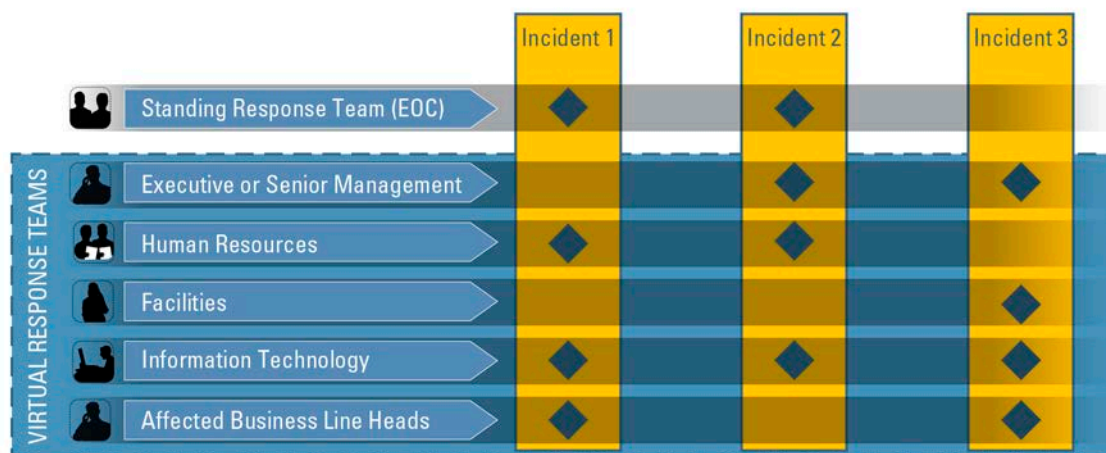 Incident 1
Incident 2
Incident 3
Standing Response Team (EOC)
VIRTUAL RESPONSE TEAMS
Executive or Senior Management
Human Resources
Facilities
Information Technology
Affected Business Line Heads